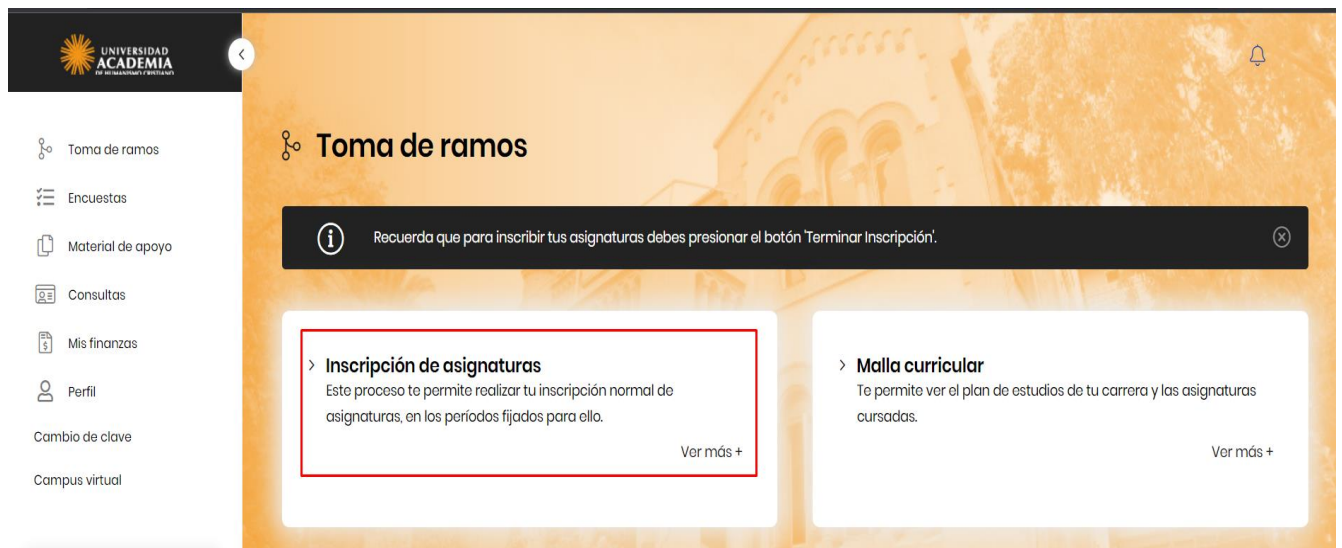 UNIVERSIDAD
ACADEMIA
DE HUMANISMO CRISTIANO
Toma de ramos
Encuestas
Material de apoyo
Consultas
Mis finanzas
Perfil
Cambio de clave
Campus virtual
Toma de ramos
Recuerda que para inscribir tus asignaturas debes presionar el botón 'Terminar Inscripción'.
Inscripción de asignaturas
Este proceso te permite realizar tu inscripción normal de
asignaturas, en los períodos fijados para ello.
Ver más +
Malla curricular
Te permite ver el plan de estudios de tu carrera y las asignaturas
cursadas.
Ver más +